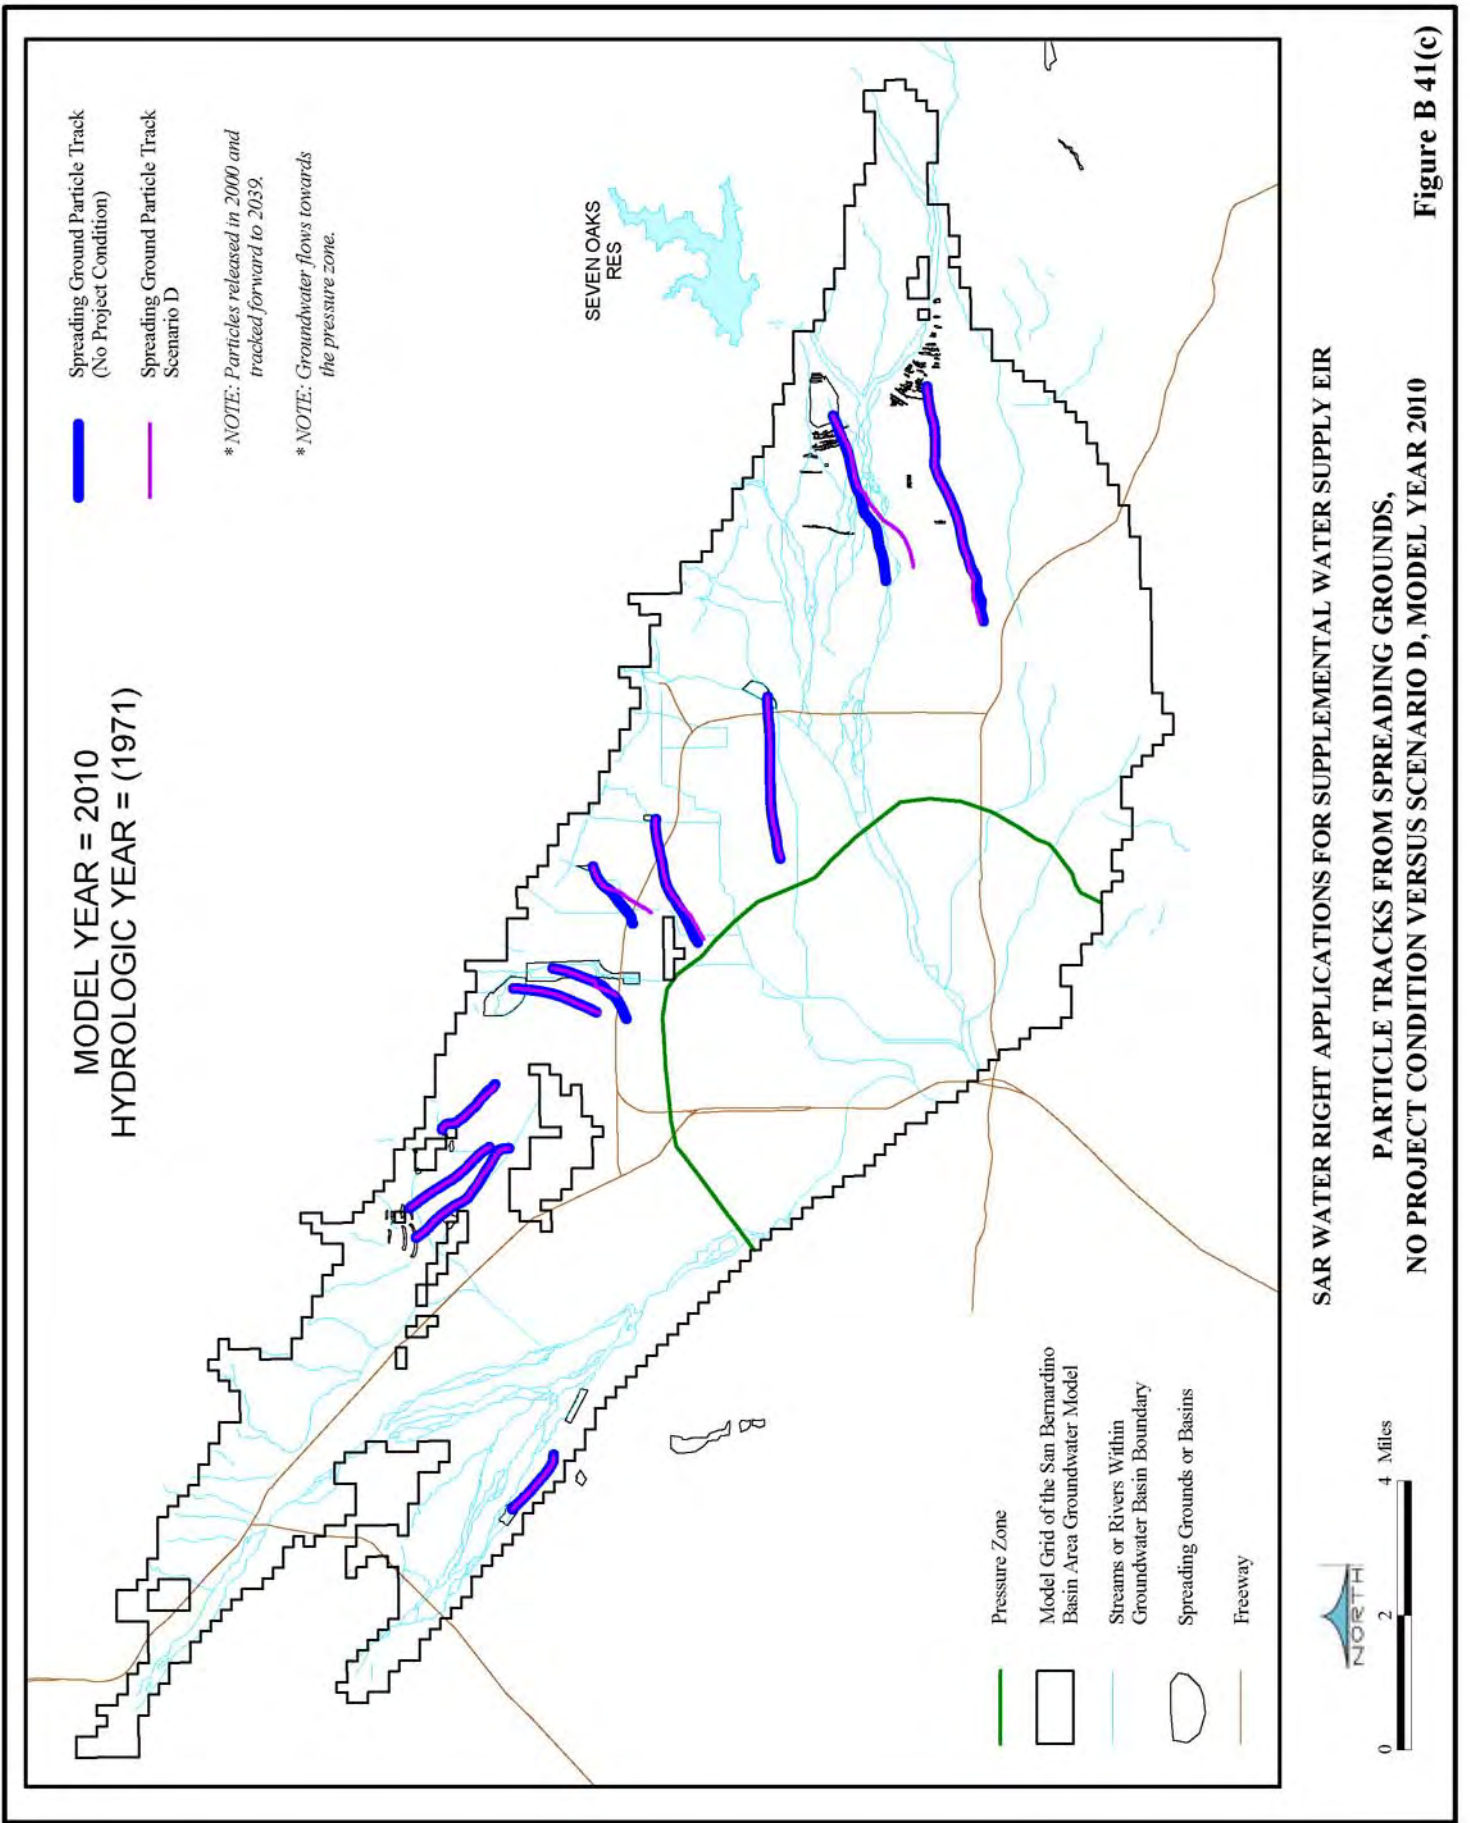 MODEL YEAR = 2010
HYDROLOGIC YEAR = (1971)
Spreading Ground Particle Track
(No Project Condition)
Spreading Ground Particle Track
Scenario D
* NOTE: Particles released in 2000 and
tracked forward to 2039.
* NOTE: Groundwater flows towards
the pressure zone.
SEVEN OAKS
RES
Pressure Zone
Model Grid of the San Bernardino
Basin Area Groundwater Model
Streams or Rivers Within
Groundwater Basin Boundary
Spreading Grounds or Basins
Freeway
NORTH
0 2 4 Miles
SAR WATER RIGHT APPLICATIONS FOR SUPPLEMENTAL WATER SUPPLY EIR
PARTICLE TRACKS FROM SPREADING GROUNDS,
NO PROJECT CONDITION VERSUS SCENARIO D, MODEL YEAR 2010
Figure B 41(c)